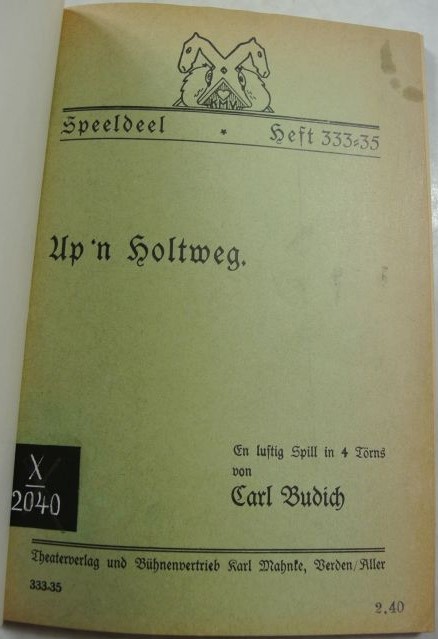 KMV
Speeldeel * Heft 333-35
Up'n Holtweg.
En lustig Spill in 4 Törns
von
Carl Budich
X
2040
Theaterverlag und Bühnenvertrieb Karl Mahnke, Verden/Aller
333-35
2.40